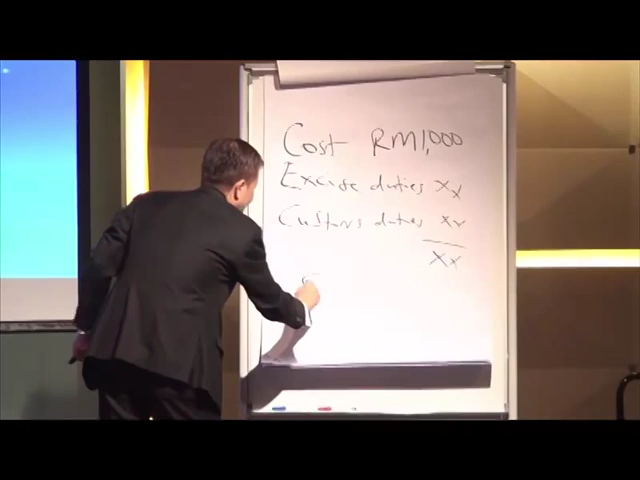 Cost RM1,000
Excise duties xx
Customs duties xx
xx